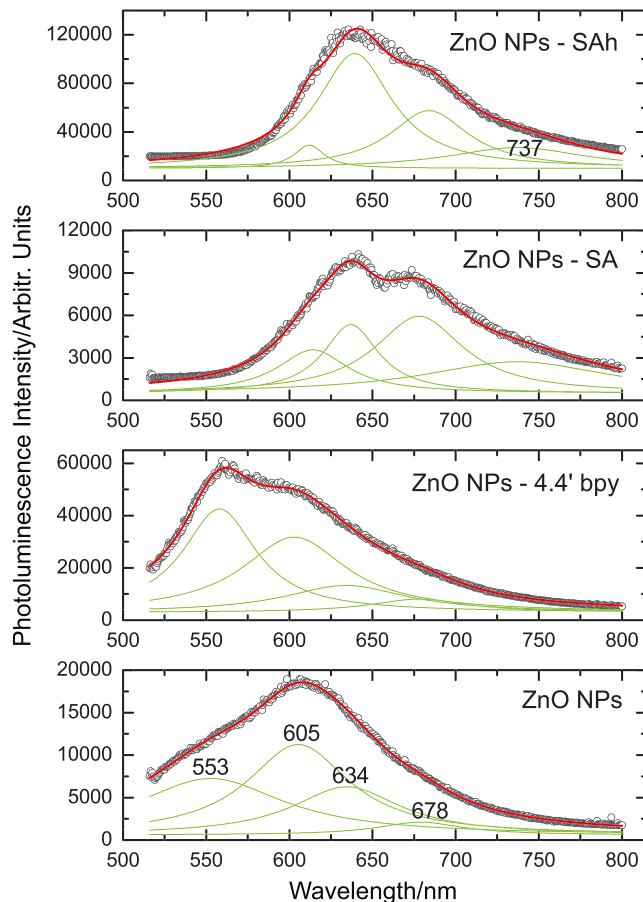 Photoluminescence Intensity/Arbitr. Units
120000
80000
40000
0
ZnO NPs - SAh
737
500 550 600 650 700 750 800
12000
9000
6000
3000
0
ZnO NPs - SA
500 550 600 650 700 750 800
60000
40000
20000
0
ZnO NPs - 4.4' bpy
500 550 600 650 700 750 800
20000
15000
10000
5000
0
ZnO NPs
553
605
634
678
500 550 600 650 700 750 800
Wavelength/nm